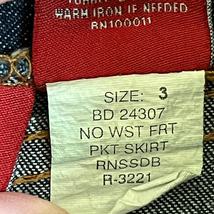 WARM IRON IF NEEDED
RN100011
SIZE: 3
BD 24307
NO WST FRT
PKT SKIRT
RNSSDB
R-3221